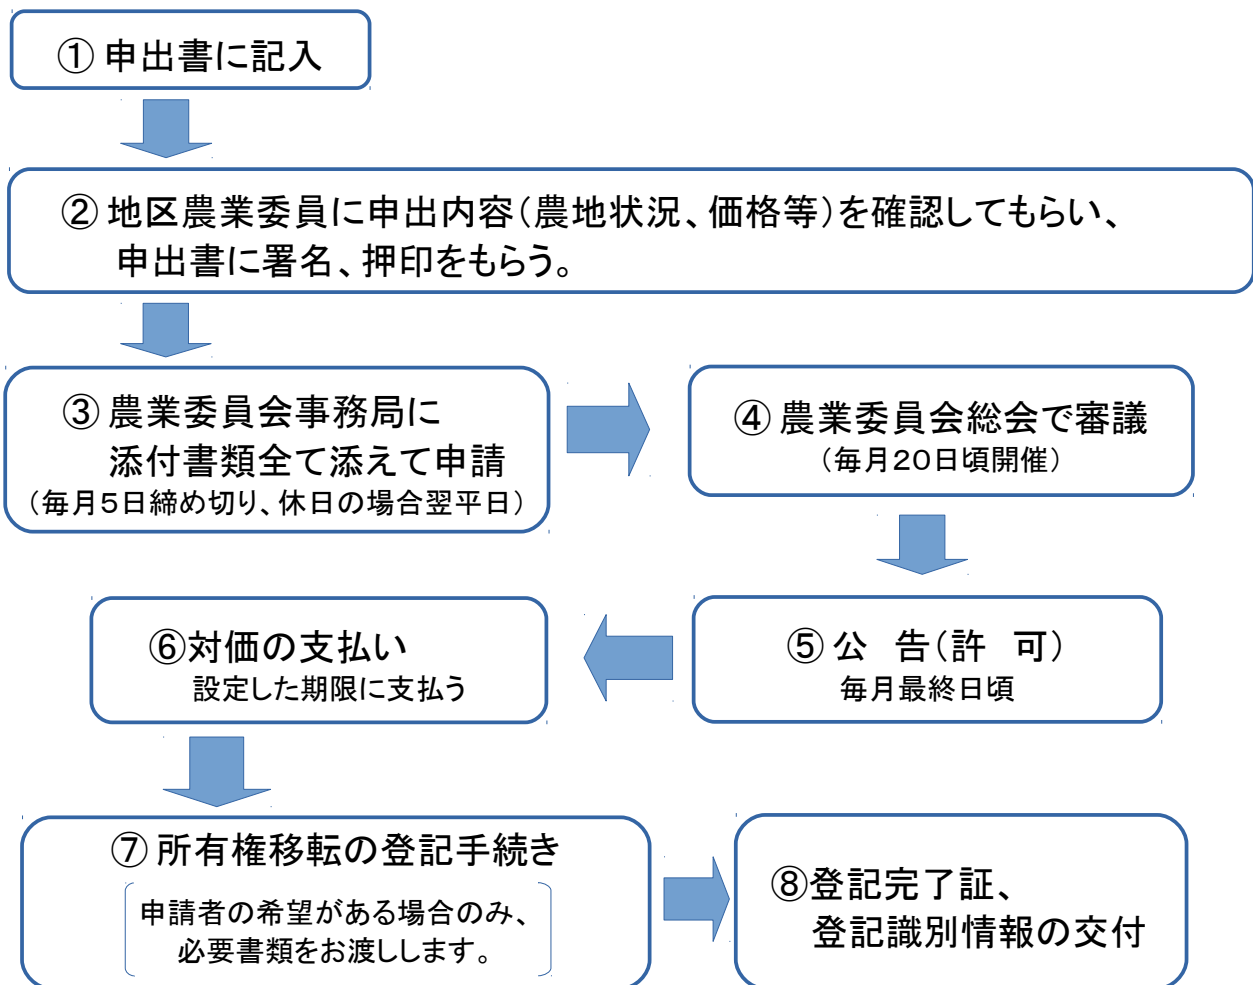 ① 申出書に記入
② 地区農業委員に申出内容（農地状況、価格等）を確認してもらい、
申出書に署名、押印をもらう。
③ 農業委員会事務局に
添付書類全て添えて申請
（毎月５日締め切り、休日の場合翌平日）
④ 農業委員会総会で審議
（毎月２０日頃開催）
⑤ 公　告（許　可）
毎月最終日頃
⑥対価の支払い
設定した期限に支払う
⑦ 所有権移転の登記手続き
申請者の希望がある場合のみ、
必要書類をお渡しします。
⑧登記完了証、
登記識別情報の交付